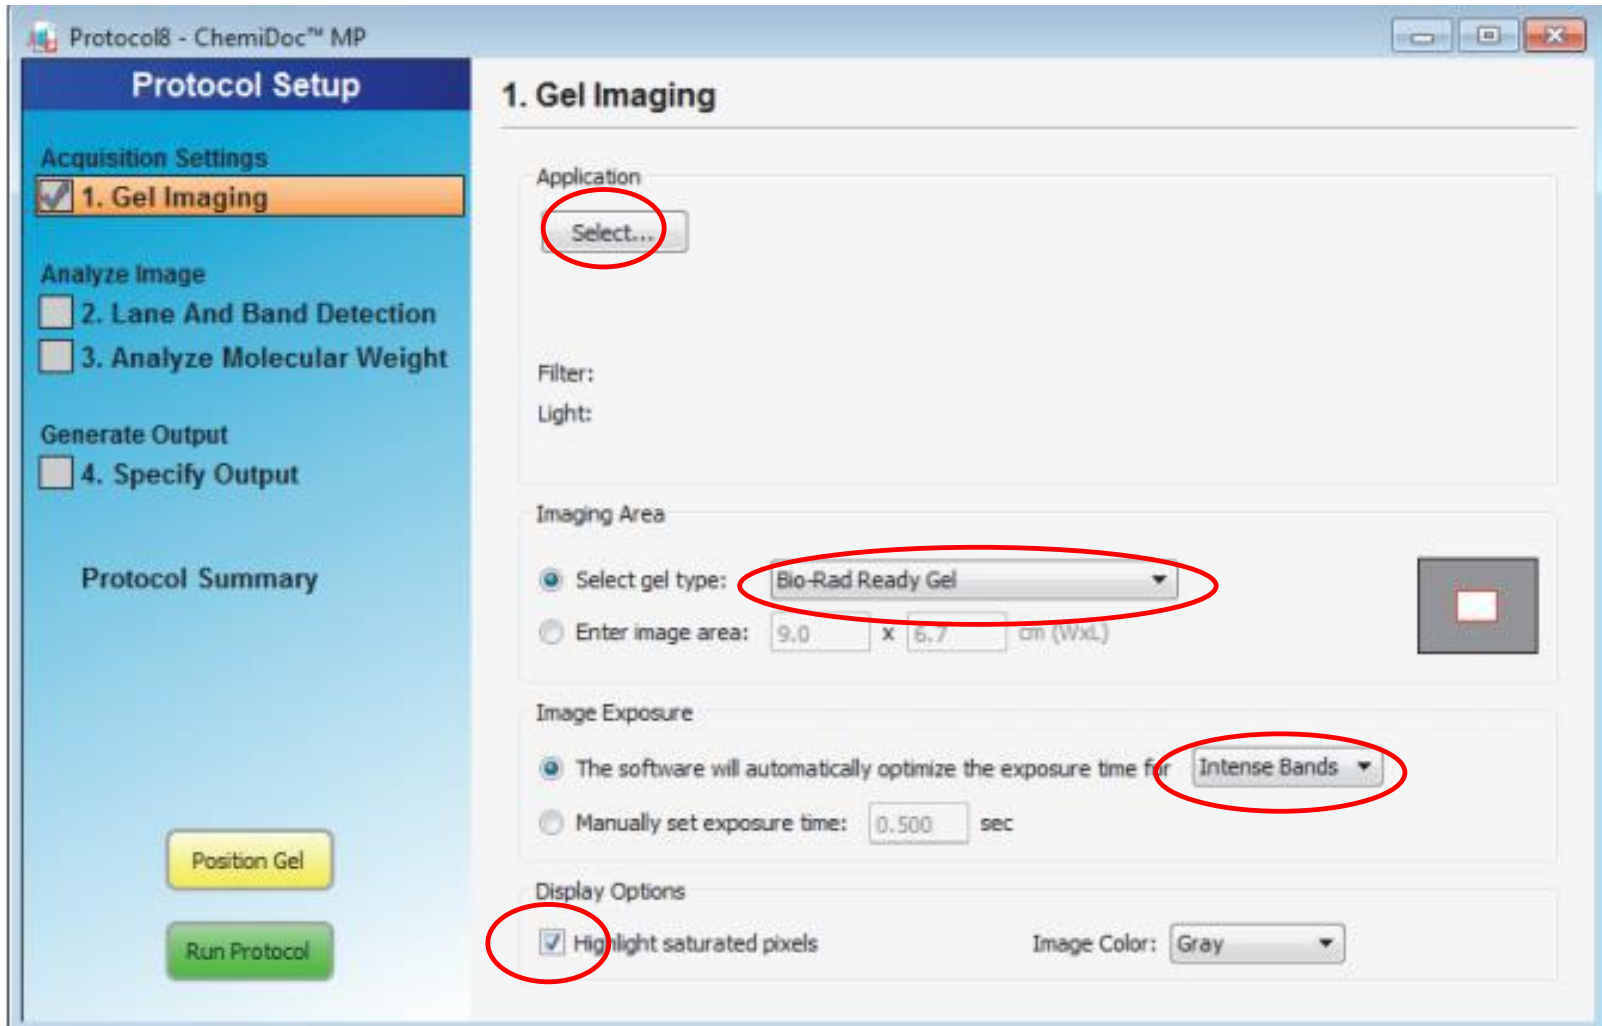 Protocol8 - ChemiDoc™ MP
Protocol Setup
Acquisition Settings
1. Gel Imaging
Analyze Image
2. Lane And Band Detection
3. Analyze Molecular Weight
Generate Output
4. Specify Output
Protocol Summary
Position Gel
Run Protocol
1. Gel Imaging
Application
Select...
Filter:
Light:
Imaging Area
Select gel type: Bio-Rad Ready Gel
Enter image area: 9.0 x 6.7 cm (WxL)
Image Exposure
The software will automatically optimize the exposure time for Intense Bands
Manually set exposure time: 0.500 sec
Display Options
Highlight saturated pixels Image Color: Gray